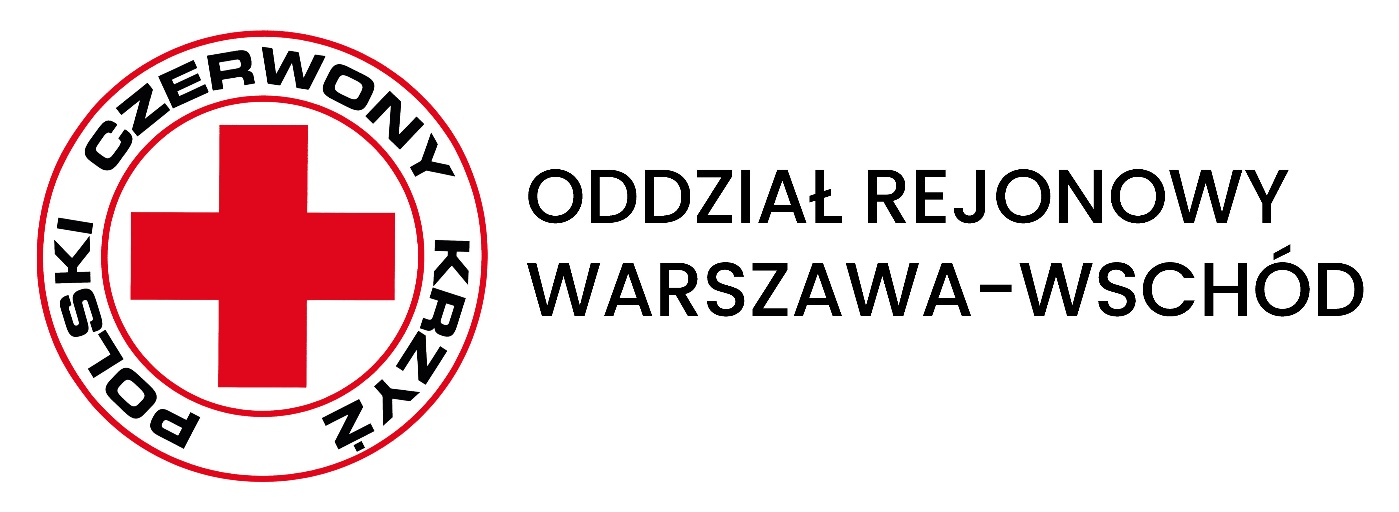 POLSKI CZERWONY KRZYŻ
ODDZIAŁ REJONOWY
WARSZAWA-WSCHÓD